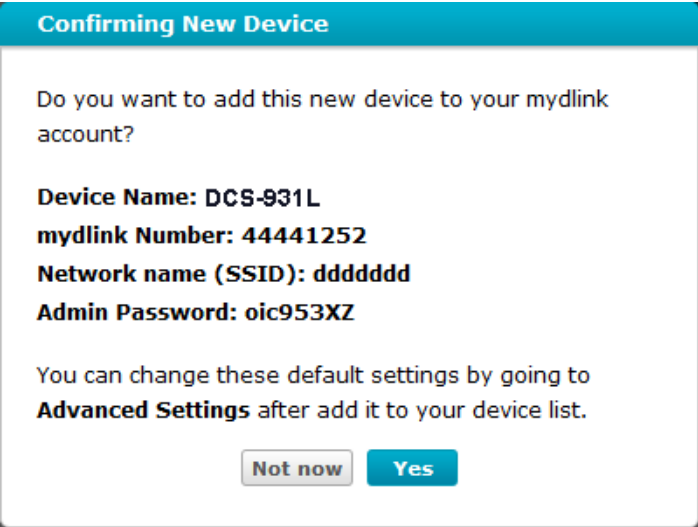 Confirming New Device
Do you want to add this new device to your mydlink
account?
Device Name: DCS-931L
mydlink Number: 44441252
Network name (SSID): ddddddd
Admin Password: oic953XZ
You can change these default settings by going to
Advanced Settings after add it to your device list.
Not now Yes